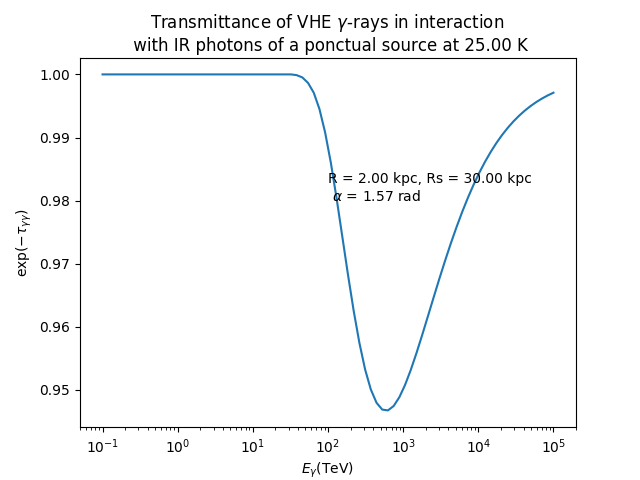 Transmittance of VHE γ-rays in interaction
with IR photons of a ponctual source at 25.00 K
1.00
0.99
0.98
0.97
0.96
0.95
exp(−τγγ)
R = 2.00 kpc, Rs = 30.00 kpc
α = 1.57 rad
10⁻¹ 10⁰ 10¹ 10² 10³ 10⁴ 10⁵
Eγ(TeV)